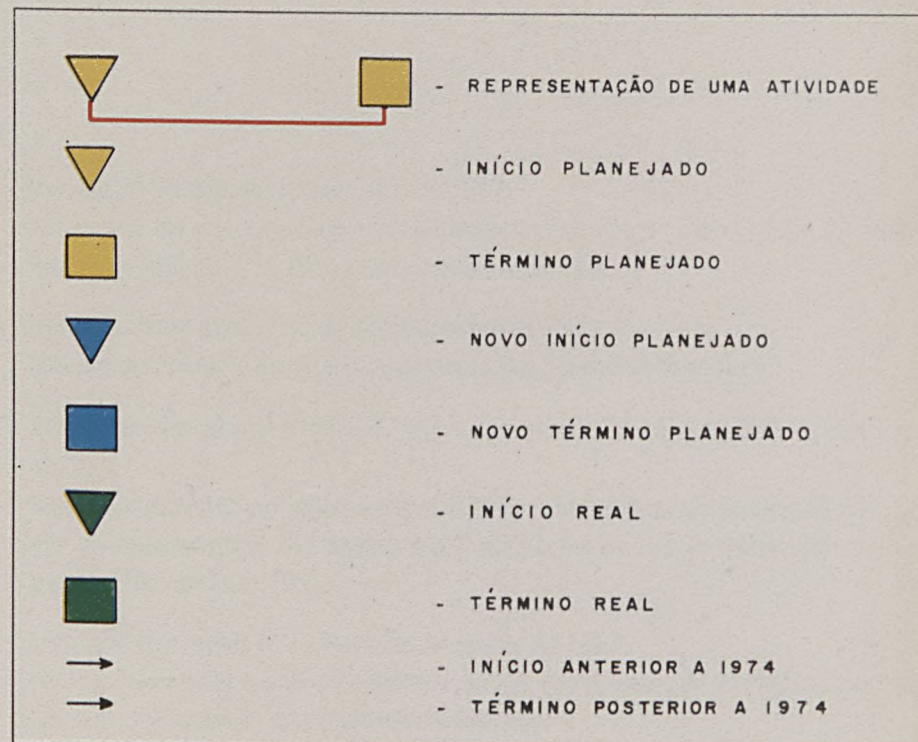 - REPRESENTAÇÃO DE UMA ATIVIDADE
- INÍCIO PLANEJADO
- TÉRMINO PLANEJADO
- NOVO INÍCIO PLANEJADO
- NOVO TÉRMINO PLANEJADO
- INÍCIO REAL
- TÉRMINO REAL
- INÍCIO ANTERIOR A 1974
- TÉRMINO POSTERIOR A 1974